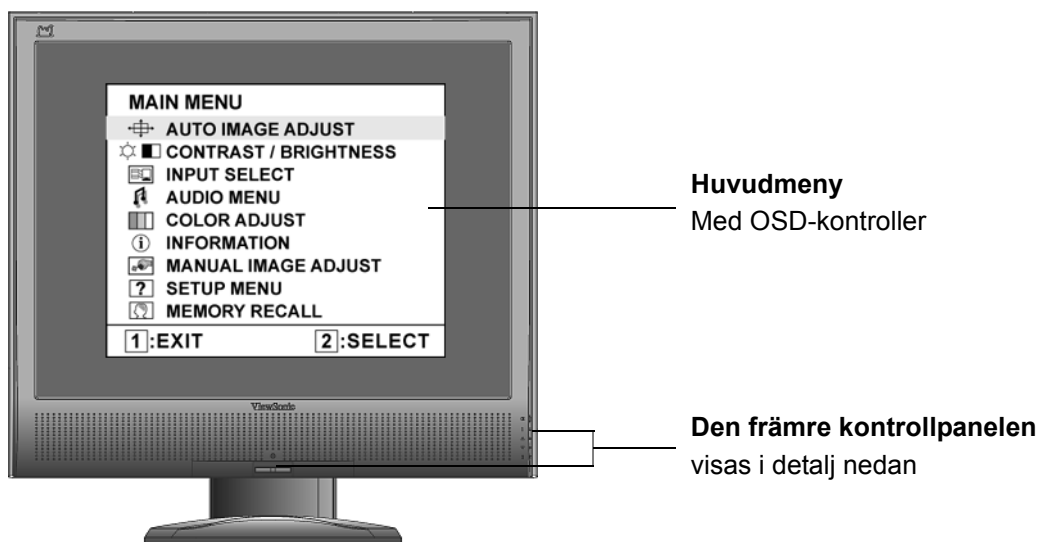 MAIN MENU
AUTO IMAGE ADJUST
CONTRAST / BRIGHTNESS
INPUT SELECT
AUDIO MENU
COLOR ADJUST
INFORMATION
MANUAL IMAGE ADJUST
SETUP MENU
MEMORY RECALL
1:EXIT 2:SELECT
ViewSonic
Huvudmeny
Med OSD-kontroller
Den främre kontrollpanelen
visas i detalj nedan